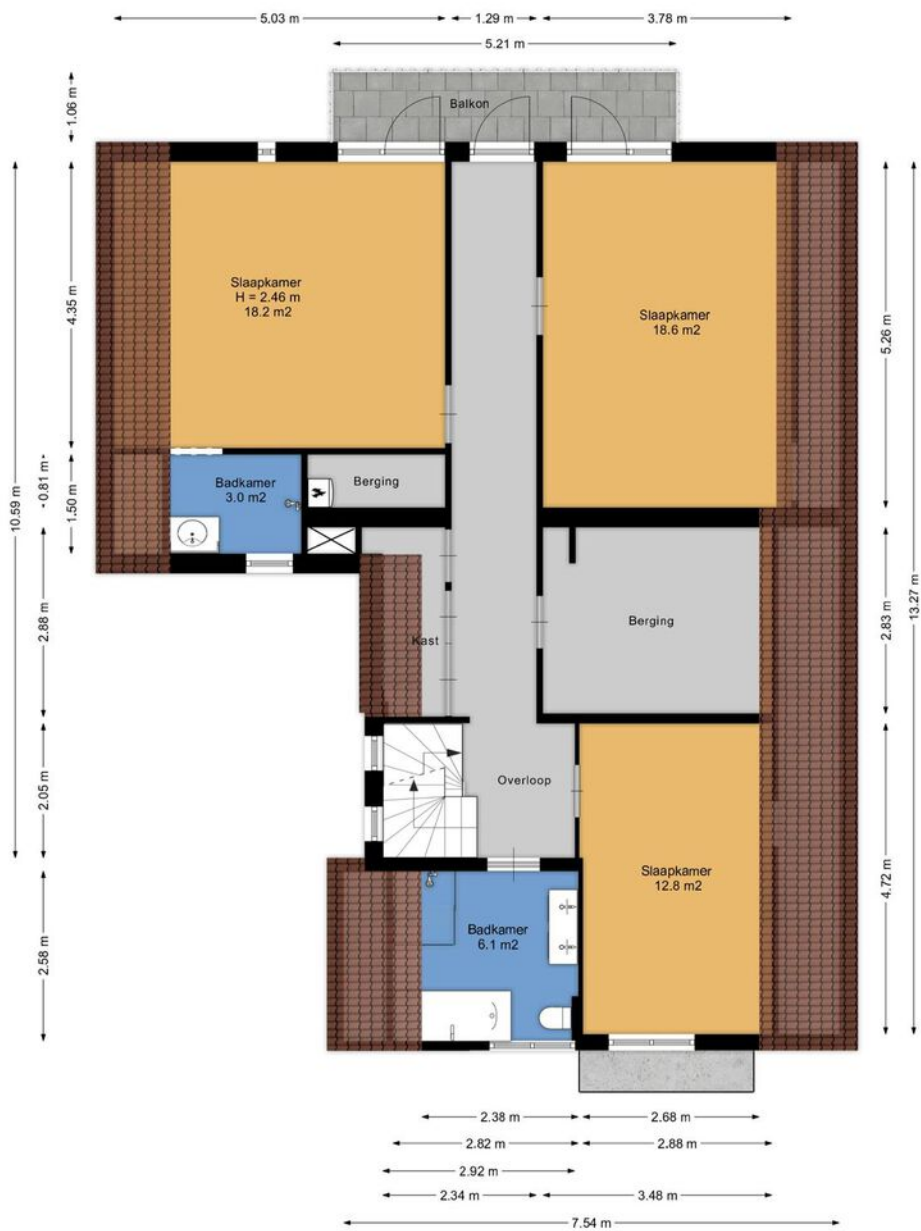 5.03 m
1.29 m
3.78 m
5.21 m
1.06 m
Balkon
10.59 m
4.35 m
Slaapkamer
H = 2.46 m
18.2 m2
Slaapkamer
18.6 m2
5.26 m
0.81 m
1.50 m
Badkamer
3.0 m2
Berging
13.27 m
2.88 m
Kast
Berging
2.83 m
2.05 m
Overloop
Slaapkamer
12.8 m2
4.72 m
2.58 m
Badkamer
6.1 m2
2.38 m
2.68 m
2.82 m
2.88 m
2.92 m
2.34 m
3.48 m
7.54 m